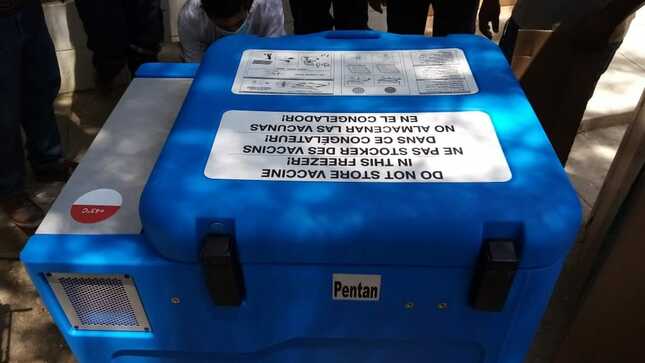 DO NOT STORE VACCINE
IN THIS FREEZER!
NE PAS STOCKER DES VACCINS
DANS CE CONGELATEUR!
NO ALMACENAR LAS VACUNAS
EN EL CONGELADOR!
+43°C
Pentan